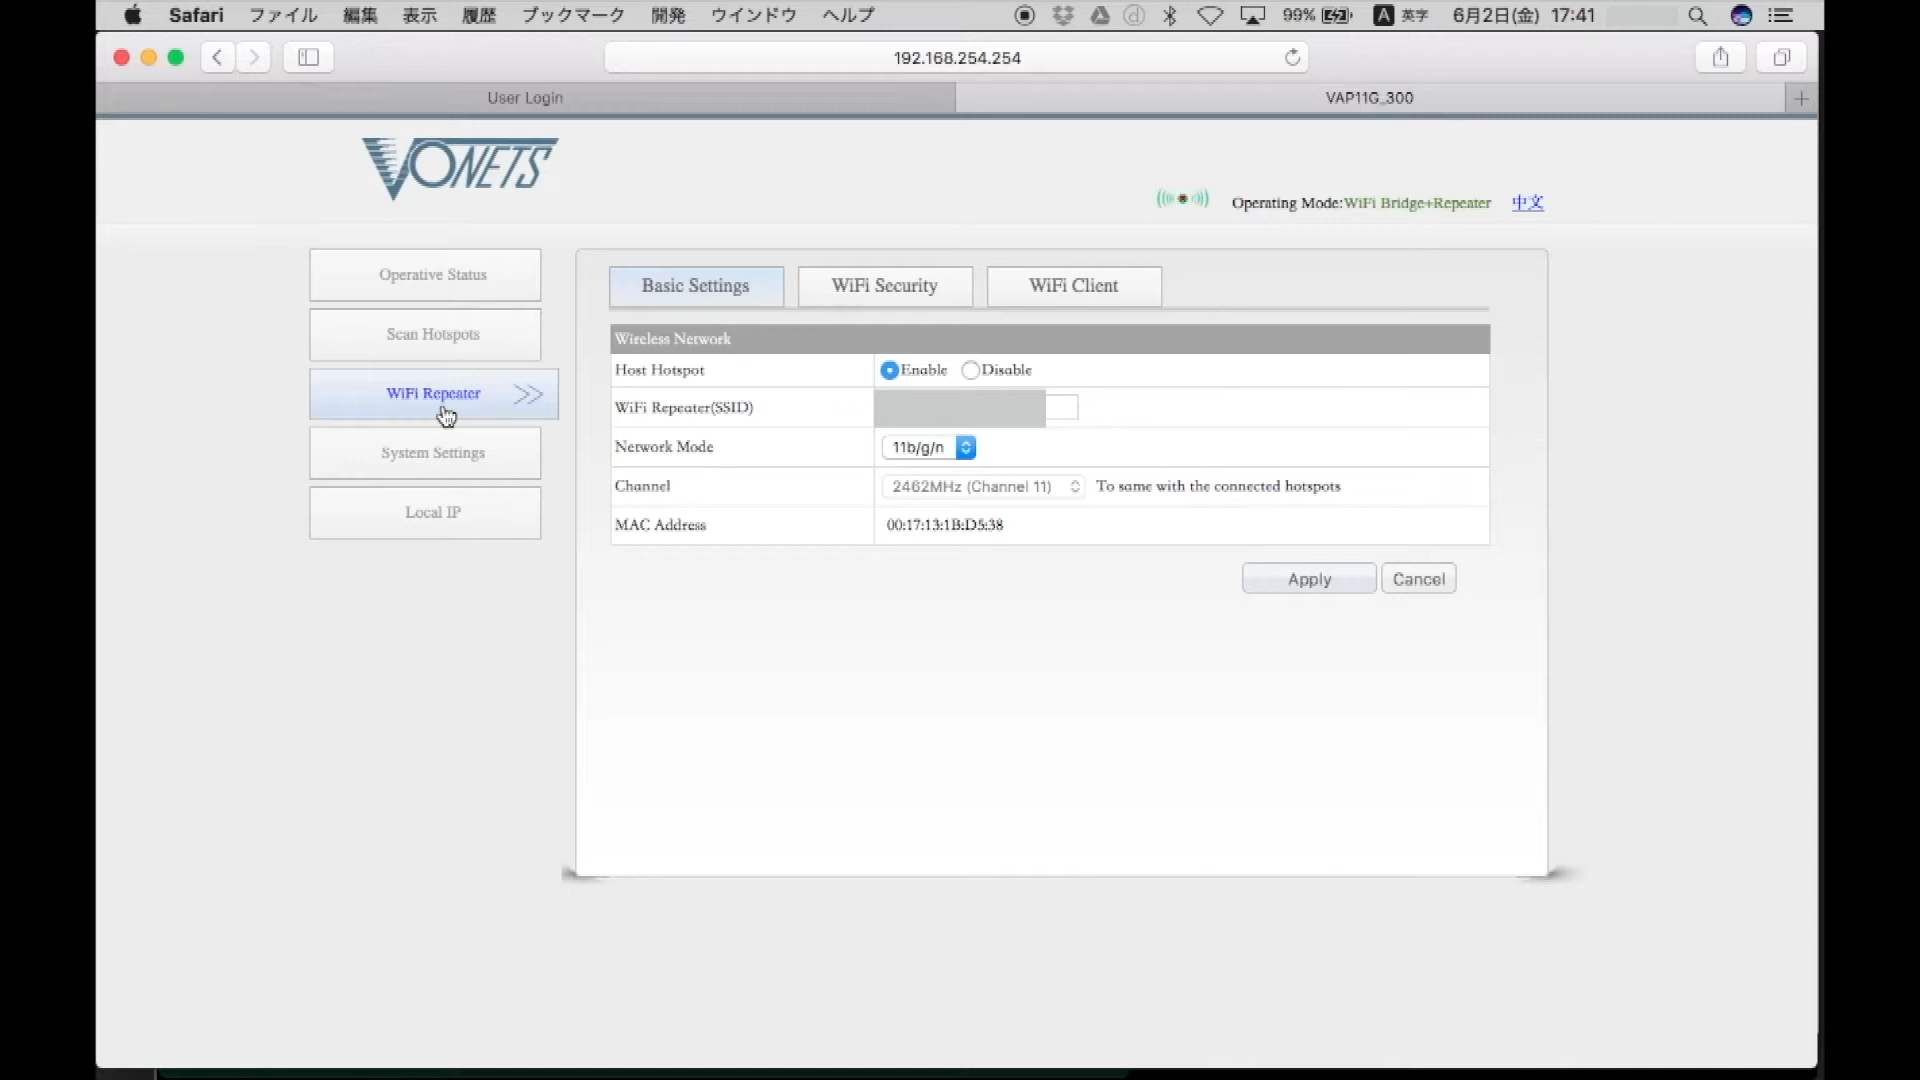 Safari ファイル 編集 表示 履歴 ブックマーク 開発 ウインドウ ヘルプ 99% A 英字 6月2日(金) 17:41
192.168.254.254
User Login VAP11G_300
VONETS
Operating Mode:WiFi Bridge+Repeater 中文
Operative Status
Scan Hotspots
WiFi Repeater
System Settings
Local IP
Basic Settings WiFi Security WiFi Client
Wireless Network
Host Hotspot Enable Disable
WiFi Repeater(SSID)
Network Mode 11b/g/n
Channel 2462MHz (Channel 11) To same with the connected hotspots
MAC Address 00:17:13:1B:D5:38
Apply Cancel